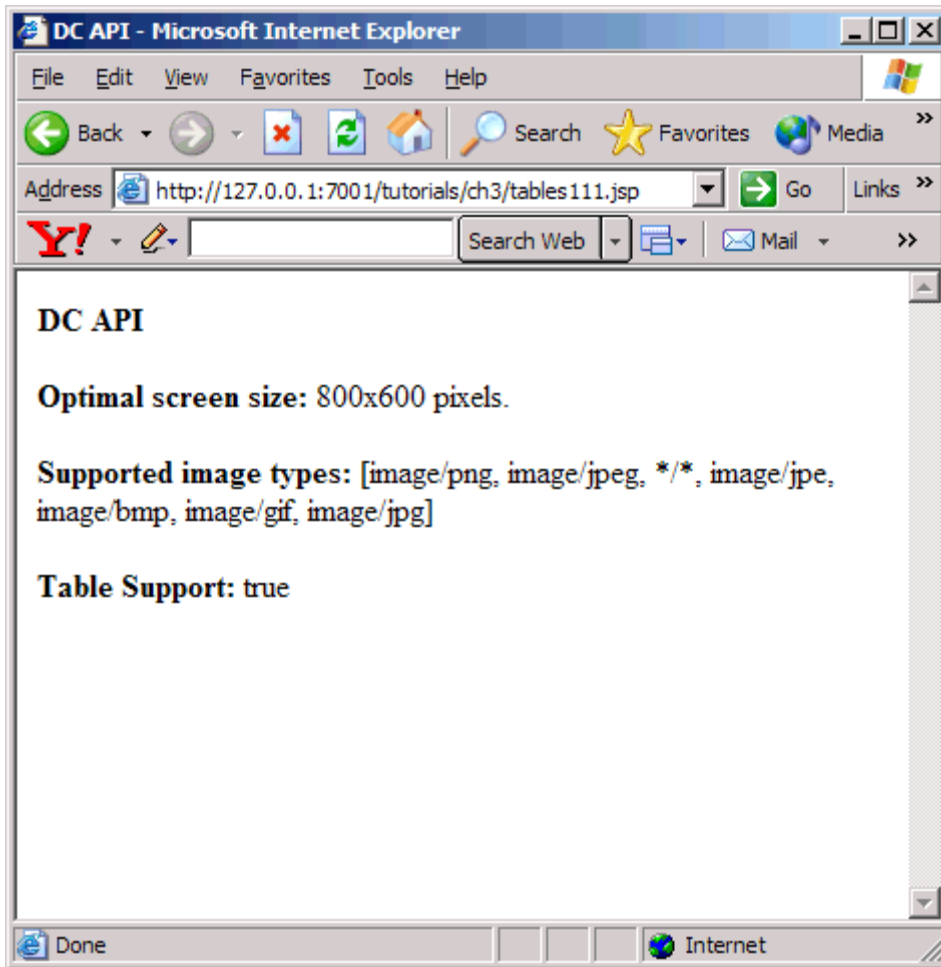 DC API - Microsoft Internet Explorer
File Edit View Favorites Tools Help
Back Search Favorites Media »
Address http://127.0.0.1:7001/tutorials/ch3/tables111.jsp Go Links »
Y! Search Web Mail »
DC API
Optimal screen size: 800x600 pixels.
Supported image types: [image/png, image/jpeg, */*, image/jpe,
image/bmp, image/gif, image/jpg]
Table Support: true
Done Internet